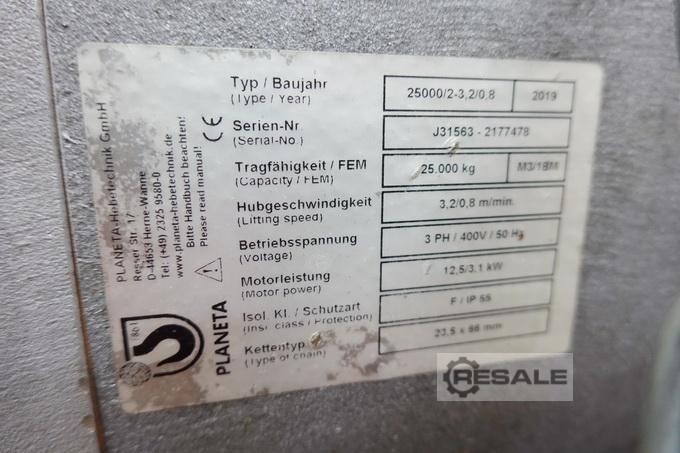 PLANETA-Hebetechnik GmbH
Resser Str. 17
D-44653 Herne-Wanne
Tel: (+49) 2325 9580-0
www.planeta-hebetechnik.de
Bitte Handbuch beachten!
Please read manual!
CE
PLANETA
Typ / Baujahr
(Type / Year)
25000/2-3,2/0,8
2019
Serien-Nr.
(Serial-No.)
J31563 - 2177478
Tragfähigkeit / FEM
(Capacity / FEM)
25.000 kg
M3/1BM
Hubgeschwindigkeit
(Lifting speed)
3,2/0,8 m/min.
Betriebsspannung
(Voltage)
3 PH / 400V / 50 Hz
Motorleistung
(Motor power)
12,5/3,1 kW
Isol. Kl. / Schutzart
(Insl. class / Protection)
F / IP 55
Kettentyp
(Type of chain)
23,5 x 66 mm
RESALE